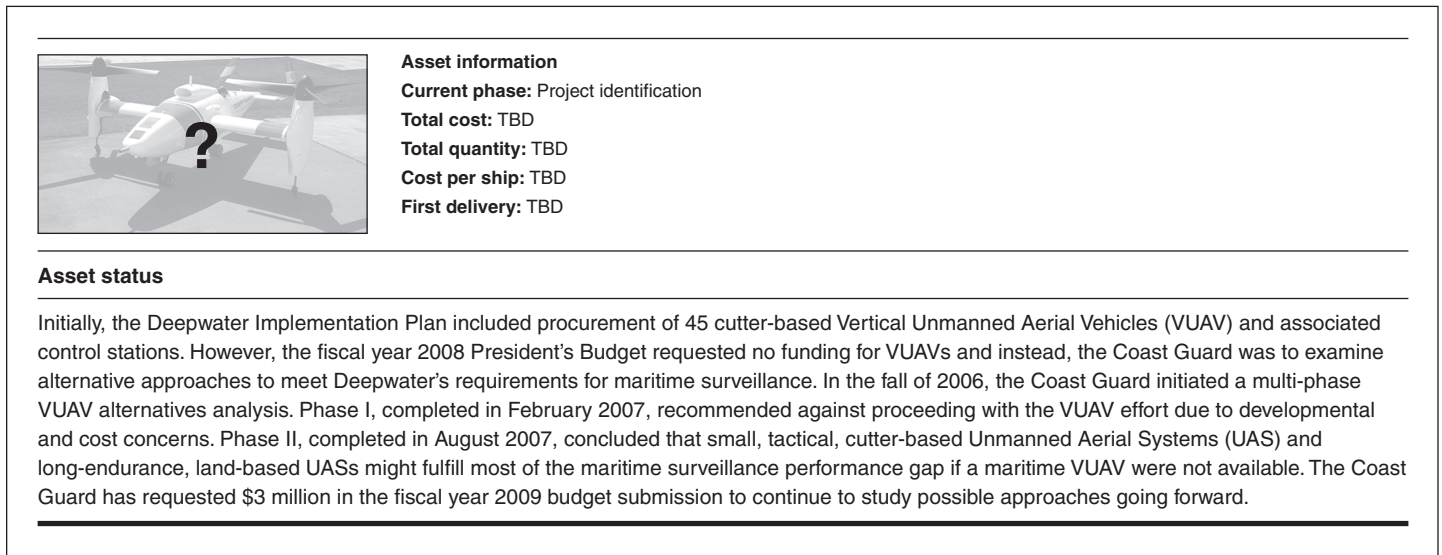 ?
Asset information
Current phase: Project identification
Total cost: TBD
Total quantity: TBD
Cost per ship: TBD
First delivery: TBD
Asset status
Initially, the Deepwater Implementation Plan included procurement of 45 cutter-based Vertical Unmanned Aerial Vehicles (VUAV) and associated
control stations. However, the fiscal year 2008 President’s Budget requested no funding for VUAVs and instead, the Coast Guard was to examine
alternative approaches to meet Deepwater’s requirements for maritime surveillance. In the fall of 2006, the Coast Guard initiated a multi-phase
VUAV alternatives analysis. Phase I, completed in February 2007, recommended against proceeding with the VUAV effort due to developmental
and cost concerns. Phase II, completed in August 2007, concluded that small, tactical, cutter-based Unmanned Aerial Systems (UAS) and
long-endurance, land-based UASs might fulfill most of the maritime surveillance performance gap if a maritime VUAV were not available. The Coast
Guard has requested $3 million in the fiscal year 2009 budget submission to continue to study possible approaches going forward.